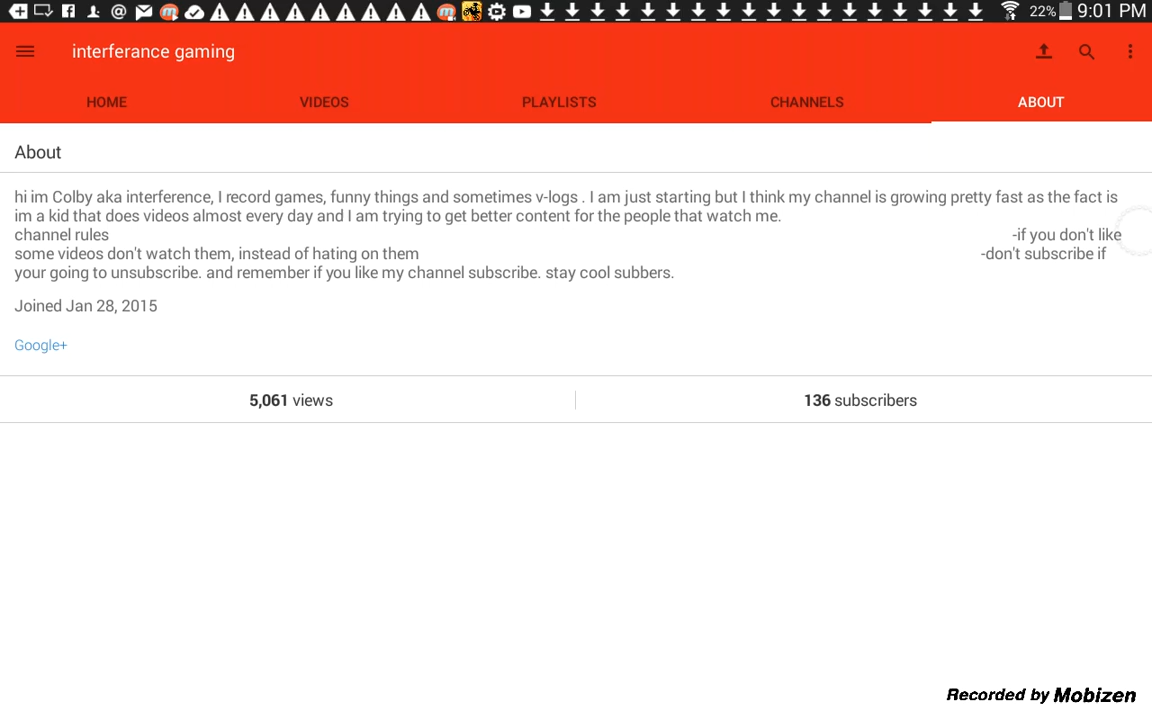 22% 9:01 PM
interferance gaming
HOME VIDEOS PLAYLISTS CHANNELS ABOUT
About
hi im Colby aka interference, I record games, funny things and sometimes v-logs . I am just starting but I think my channel is growing pretty fast as the fact is
im a kid that does videos almost every day and I am trying to get better content for the people that watch me.
channel rules -if you don't like
some videos don't watch them, instead of hating on them -don't subscribe if
your going to unsubscribe. and remember if you like my channel subscribe. stay cool subbers.
Joined Jan 28, 2015
Google+
5,061 views 136 subscribers
Recorded by Mobizen